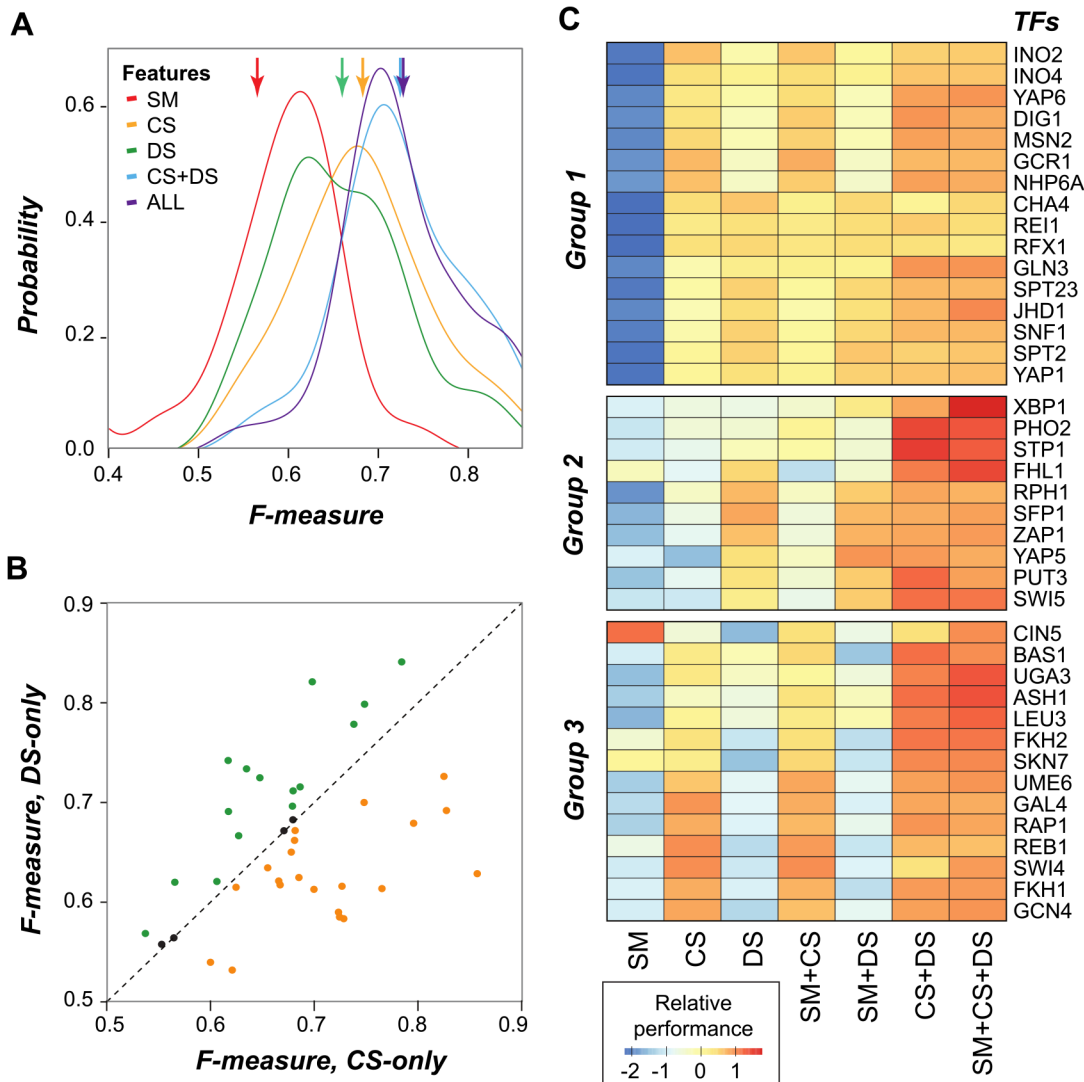 A
Features
SM
CS
DS
CS+DS
ALL
0.6
0.4
0.2
0.0
Probability
0.4
0.5
0.6
0.7
0.8
F-measure
B
0.9
0.8
0.7
0.6
0.5
F-measure, DS-only
0.5
0.6
0.7
0.8
0.9
F-measure, CS-only
C
TFs
Group 1
INO2
INO4
YAP6
DIG1
MSN2
GCR1
NHP6A
CHA4
REI1
RFX1
GLN3
SPT23
JHD1
SNF1
SPT2
YAP1
Group 2
XBP1
PHO2
STP1
FHL1
RPH1
SFP1
ZAP1
YAP5
PUT3
SWI5
Group 3
CIN5
BAS1
UGA3
ASH1
LEU3
FKH2
SKN7
UME6
GAL4
RAP1
REB1
SWI4
FKH1
GCN4
SM
CS
DS
SM+CS
SM+DS
CS+DS
SM+CS+DS
Relative
performance
-2 -1 0 1